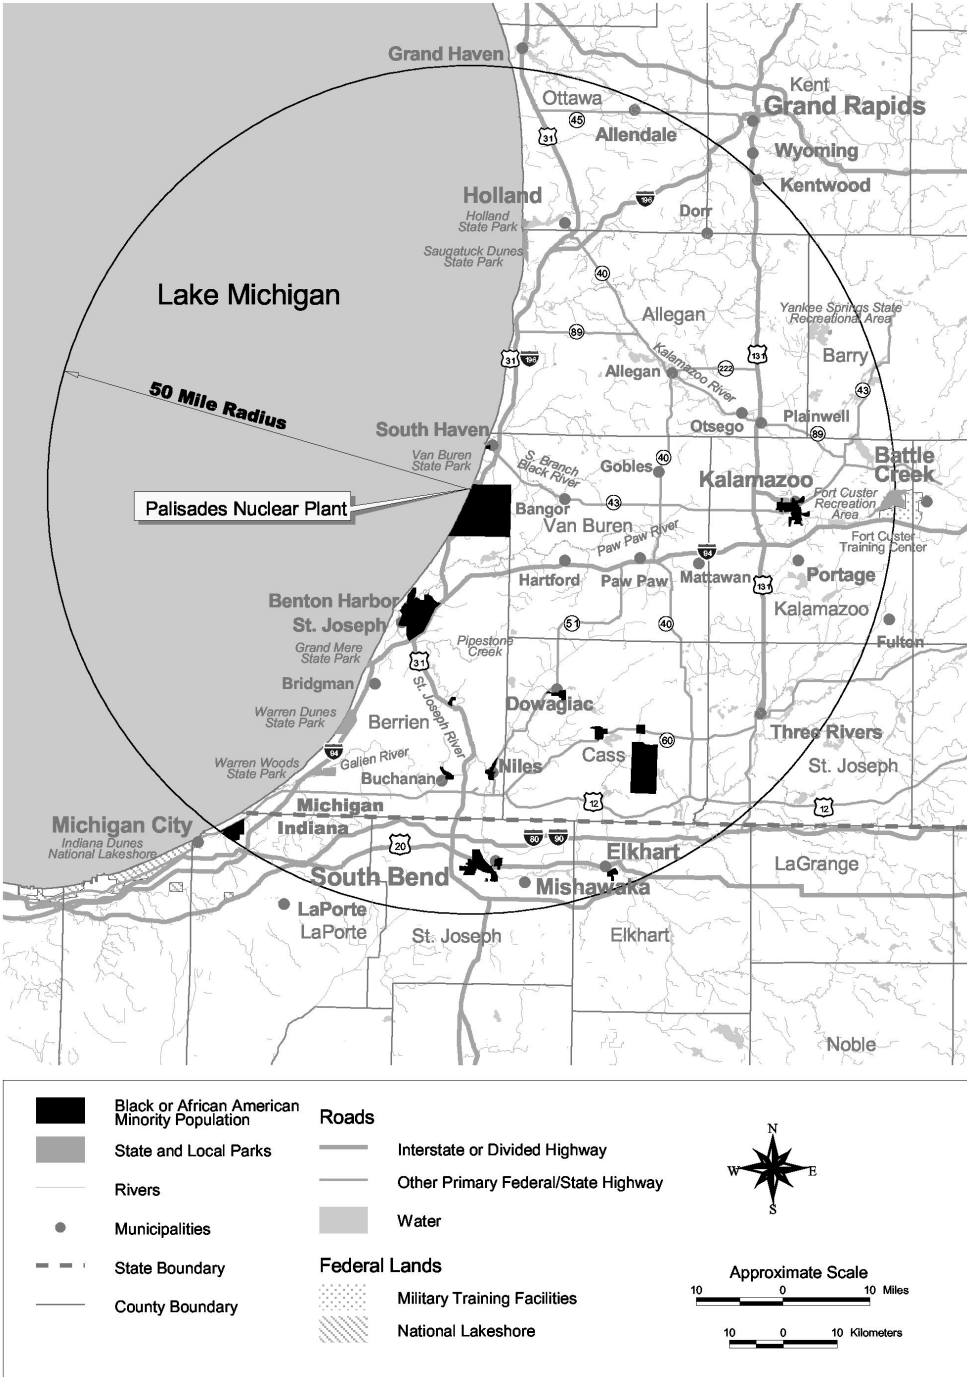 Grand Haven
Kent
Ottawa
Grand Rapids
45
Allendale
31
Wyoming
Kentwood
Holland
196
Holland
State Park
Dorr
Saugatuck Dunes
State Park
40
Lake Michigan
Yankee Springs State
Recreational Area
Allegan
89
131
Barry
31
196
Kalamazoo River
Allegan
222
50 Mile Radius
43
Plainwell
Otsego
89
South Haven
Van Buren
State Park
S. Branch
Black River
40
Gobles
Battle
Creek
Kalamazoo
Palisades Nuclear Plant
Bangor
43
Fort Custer
Recreation
Area
Van Buren
Paw Paw River
Fort Custer
Training Center
94
Hartford
Paw Paw
Mattawan
131
Portage
Benton Harbor
St. Joseph
51
40
Kalamazoo
Grand Mere
State Park
Pipestone
Creek
Fulton
31
Bridgman
St. Joseph River
Dowagiac
Warren Dunes
State Park
Berrien
Three Rivers
94
Galien River
Cass
60
St. Joseph
Warren Woods
State Park
Buchanan
Niles
Michigan
12
12
Michigan City
Indiana
Indiana Dunes
National Lakeshore
20
80
90
Elkhart
LaGrange
South Bend
Mishawaka
LaPorte
LaPorte
St. Joseph
Elkhart
Noble
Black or African American
Minority Population
State and Local Parks
Rivers
Municipalities
State Boundary
County Boundary
Roads
Interstate or Divided Highway
Other Primary Federal/State Highway
Water
Federal Lands
Military Training Facilities
National Lakeshore
N
W
E
S
Approximate Scale
10 0 10 Miles
10 0 10 Kilometers